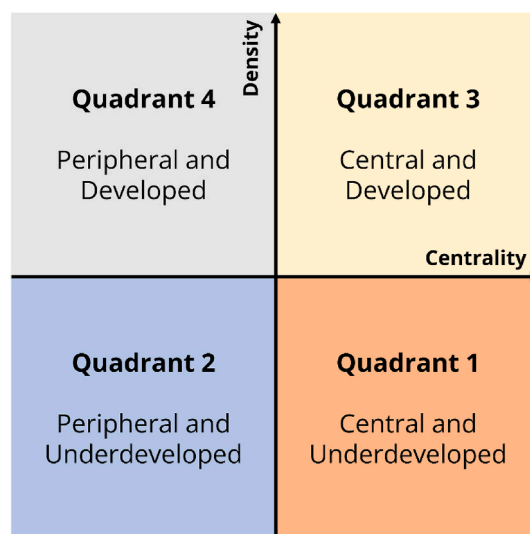 Density
Quadrant 4
Peripheral and
Developed
Quadrant 3
Central and
Developed
Centrality
Quadrant 2
Peripheral and
Underdeveloped
Quadrant 1
Central and
Underdeveloped